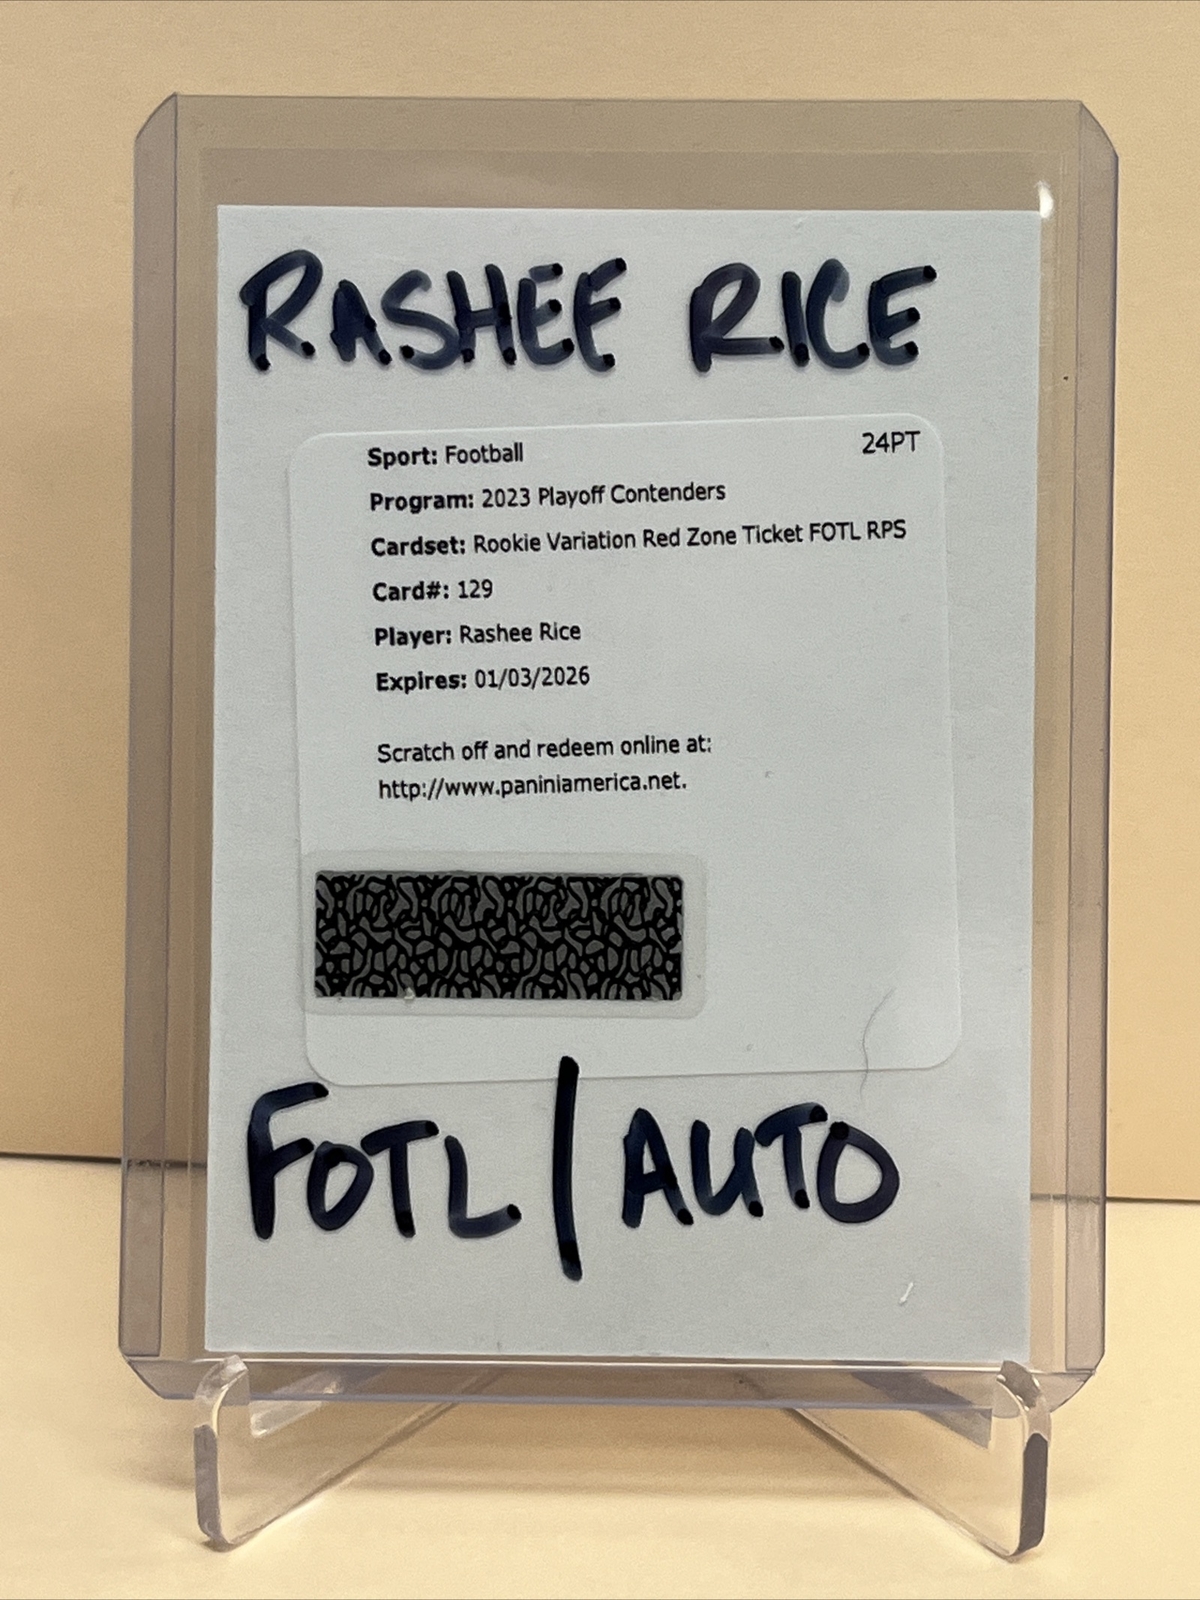 RASHEE RICE
Sport: Football 24PT
Program: 2023 Playoff Contenders
Cardset: Rookie Variation Red Zone Ticket FOTL RPS
Card#: 129
Player: Rashee Rice
Expires: 01/03/2026
Scratch off and redeem online at:
http://www.paniniamerica.net.
FOTL | AUTO